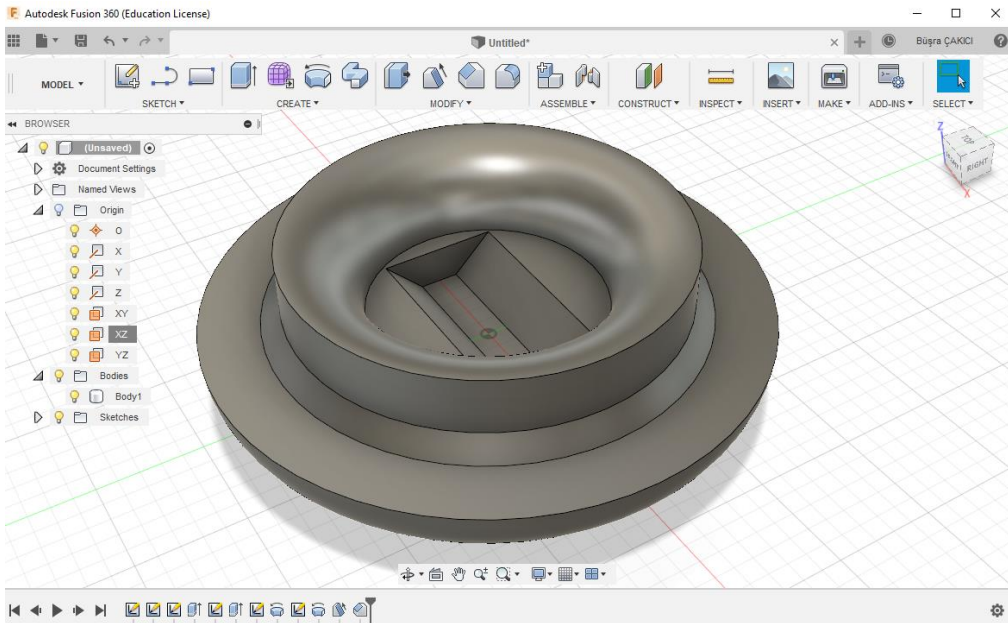 Autodesk Fusion 360 (Education License)
Untitled*
Büşra ÇAKICI
MODEL
SKETCH
CREATE
MODIFY
ASSEMBLE
CONSTRUCT
INSPECT
INSERT
MAKE
ADD-INS
SELECT
BROWSER
(Unsaved)
Document Settings
Named Views
Origin
O
X
Y
Z
XY
XZ
YZ
Bodies
Body1
Sketches
Z
TOP
RIGHT
X